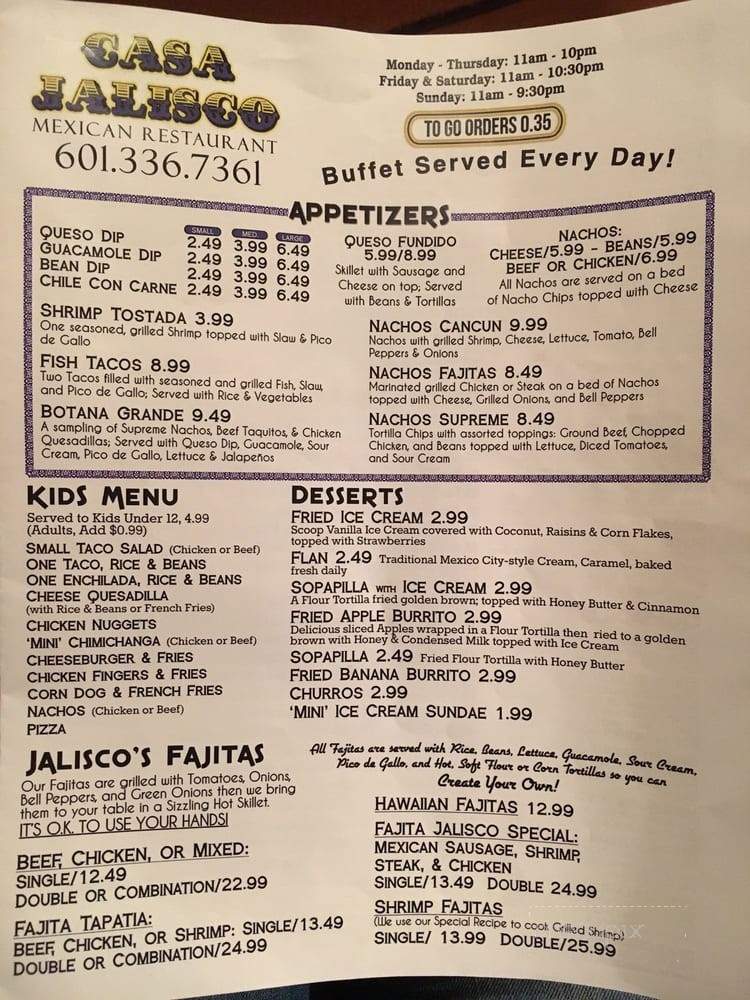 CASA
JALISCO
MEXICAN RESTAURANT
601.336.7361
Monday - Thursday: 11am - 10pm
Friday & Saturday: 11am - 10:30pm
Sunday: 11am - 9:30pm
TO GO ORDERS 0.35
Buffet Served Every Day!
APPETIZERS
SMALL MED. LARGE
QUESO DIP 2.49 3.99 6.49
GUACAMOLE DIP 2.49 3.99 6.49
BEAN DIP 2.49 3.99 6.49
CHILE CON CARNE 2.49 3.99 6.49
QUESO FUNDIDO
5.99/8.99
Skillet with Sausage and
Cheese on top; Served
with Beans & Tortillas
NACHOS:
CHEESE/5.99 - BEANS/5.99
BEEF OR CHICKEN/6.99
All Nachos are served on a bed
of Nacho Chips topped with Cheese
SHRIMP TOSTADA 3.99
One seasoned, grilled Shrimp topped with Slaw & Pico
de Gallo
FISH TACOS 8.99
Two Tacos filled with seasoned and grilled Fish, Slaw,
and Pico de Gallo; Served with Rice & Vegetables
BOTANA GRANDE 9.49
A sampling of Supreme Nachos, Beef Taquitos, & Chicken
Quesadillas; Served with Queso Dip, Guacamole, Sour
Cream, Pico de Gallo, Lettuce & Jalapeños
NACHOS CANCUN 9.99
Nachos with grilled Shrimp, Cheese, Lettuce, Tomato, Bell
Peppers & Onions
NACHOS FAJITAS 8.49
Marinated grilled Chicken or Steak on a bed of Nachos
topped with Cheese, Grilled Onions, and Bell Peppers
NACHOS SUPREME 8.49
Tortilla Chips with assorted toppings: Ground Beef, Chopped
Chicken, and Beans topped with Lettuce, Diced Tomatoes,
and Sour Cream
KIDS MENU
Served to Kids Under 12, 4.99
(Adults, Add $0.99)
SMALL TACO SALAD (Chicken or Beef)
ONE TACO, RICE & BEANS
ONE ENCHILADA, RICE & BEANS
CHEESE QUESADILLA
(with Rice & Beans or French Fries)
CHICKEN NUGGETS
'MINI' CHIMICHANGA (Chicken or Beef)
CHEESEBURGER & FRIES
CHICKEN FINGERS & FRIES
CORN DOG & FRENCH FRIES
NACHOS (Chicken or Beef)
PIZZA
DESSERTS
FRIED ICE CREAM 2.99
Scoop Vanilla Ice Cream covered with Coconut, Raisins & Corn Flakes,
topped with Strawberries
FLAN 2.49 Traditional Mexico City-style Cream, Caramel, baked
fresh daily
SOPAPILLA WITH ICE CREAM 2.99
A Flour Tortilla fried golden brown; topped with Honey Butter & Cinnamon
FRIED APPLE BURRITO 2.99
Delicious sliced Apples wrapped in a Flour Tortilla then ried to a golden
brown with Honey & Condensed Milk topped with Ice Cream
SOPAPILLA 2.49 Fried Flour Tortilla with Honey Butter
FRIED BANANA BURRITO 2.99
CHURROS 2.99
'MINI' ICE CREAM SUNDAE 1.99
JALISCO'S FAJITAS
Our Fajitas are grilled with Tomatoes, Onions,
Bell Peppers, and Green Onions then we bring
them to your table in a Sizzling Hot Skillet.
IT'S O.K. TO USE YOUR HANDS!
All Fajitas are served with Rice, Beans, Lettuce, Guacamole, Sour Cream,
Pico de Gallo, and Hot, Soft Flour or Corn Tortillas so you can
Create Your Own!
BEEF, CHICKEN, OR MIXED:
SINGLE/12.49
DOUBLE OR COMBINATION/22.99
FAJITA TAPATIA:
BEEF, CHICKEN, OR SHRIMP: SINGLE/13.49
DOUBLE OR COMBINATION/24.99
HAWAIIAN FAJITAS 12.99
FAJITA JALISCO SPECIAL:
MEXICAN SAUSAGE, SHRIMP,
STEAK, & CHICKEN
SINGLE/13.49 DOUBLE 24.99
SHRIMP FAJITAS
(We use our Special Recipe to cook Grilled Shrimp)
SINGLE/ 13.99 DOUBLE/25.99